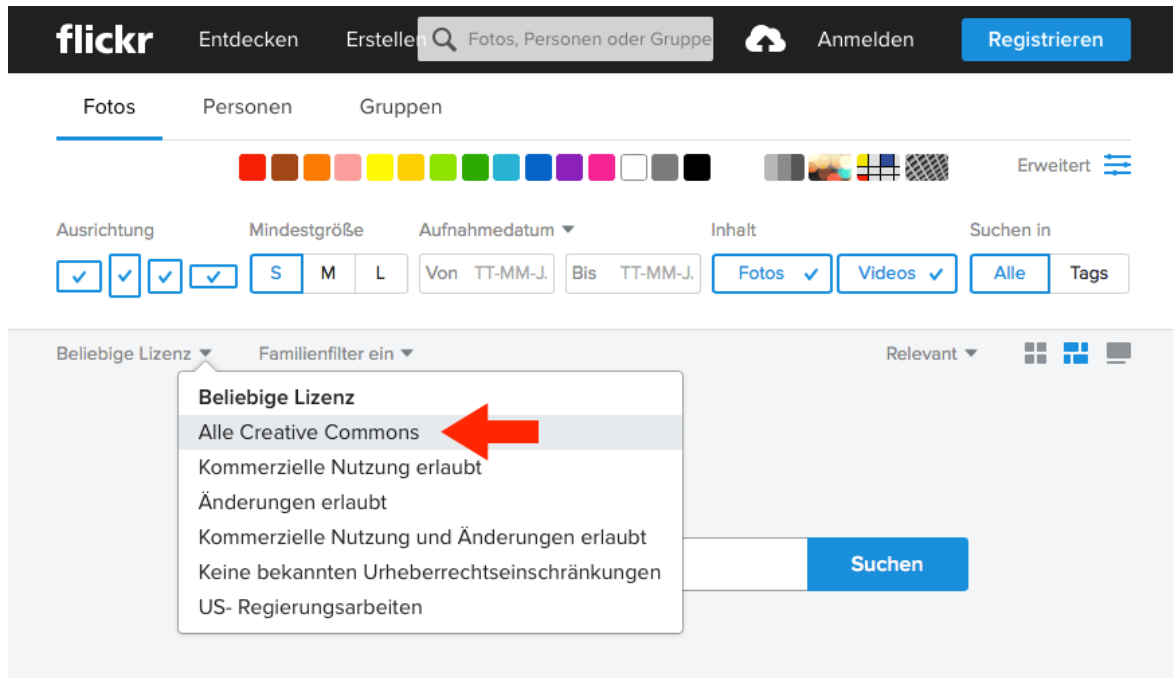 flickr Entdecken Erstellen Fotos, Personen oder Gruppe Anmelden Registrieren
Fotos Personen Gruppen
Erweitert
Ausrichtung Mindestgröße Aufnahmedatum Inhalt Suchen in
S M L Von TT-MM-J. Bis TT-MM-J. Fotos Videos Alle Tags
Beliebige Lizenz Familienfilter ein Relevant
Beliebige Lizenz
Alle Creative Commons
Kommerzielle Nutzung erlaubt
Änderungen erlaubt
Kommerzielle Nutzung und Änderungen erlaubt
Keine bekannten Urheberrechtseinschränkungen
US- Regierungsarbeiten
Suchen